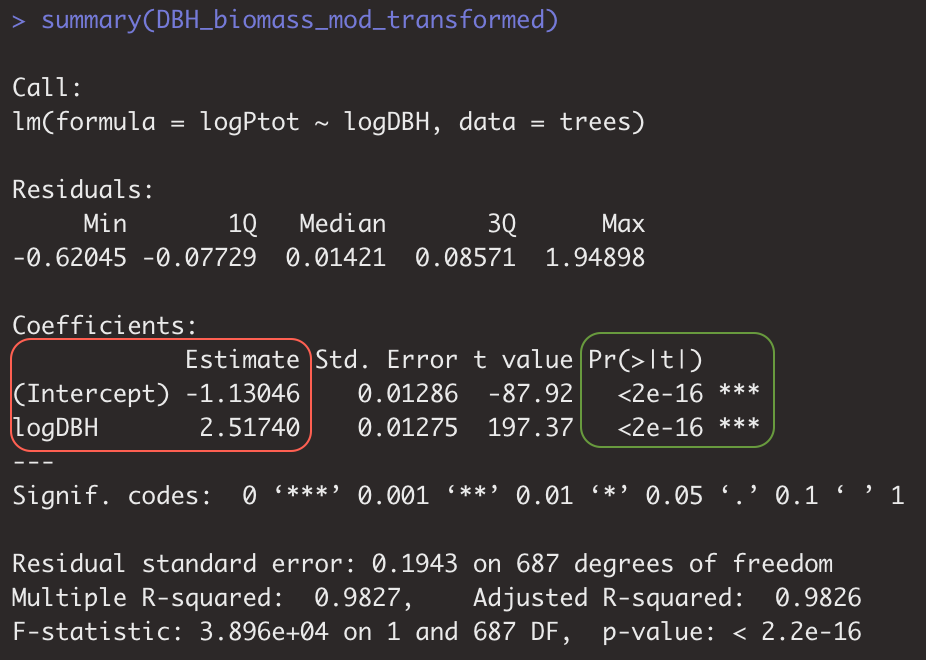 > summary(DBH_biomass_mod_transformed)
Call:
lm(formula = logPtot ~ logDBH, data = trees)
Residuals:
     Min       1Q   Median       3Q      Max
-0.62045 -0.07729  0.01421  0.08571  1.94898
Coefficients:
            Estimate Std. Error t value Pr(>|t|)
(Intercept) -1.13046    0.01286  -87.92   <2e-16 ***
logDBH       2.51740    0.01275  197.37   <2e-16 ***
---
Signif. codes:  0 ‘***’ 0.001 ‘**’ 0.01 ‘*’ 0.05 ‘.’ 0.1 ‘ ’ 1
Residual standard error: 0.1943 on 687 degrees of freedom
Multiple R-squared:  0.9827,    Adjusted R-squared:  0.9826
F-statistic: 3.896e+04 on 1 and 687 DF,  p-value: < 2.2e-16